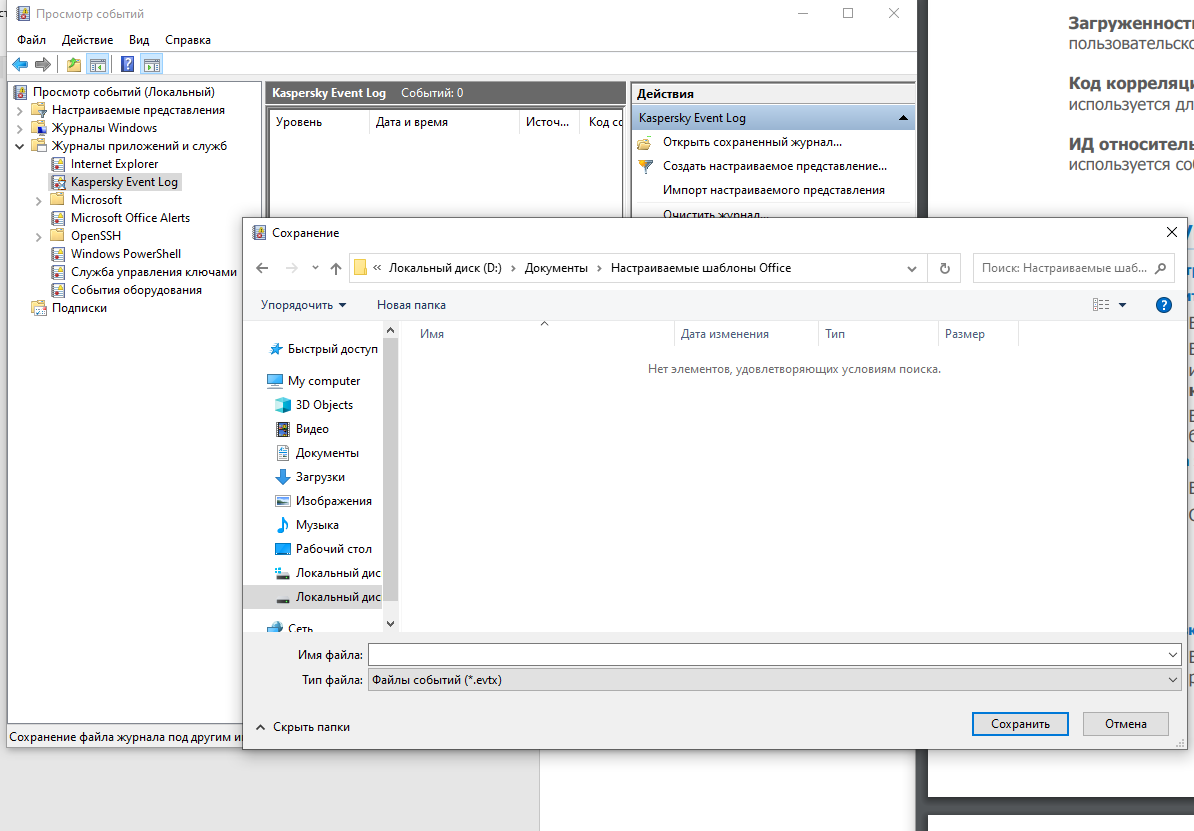 Просмотр событий
Файл Действие Вид Справка
Просмотр событий (Локальный)
Настраиваемые представления
Журналы Windows
Журналы приложений и служб
Internet Explorer
Kaspersky Event Log
Microsoft
Microsoft Office Alerts
OpenSSH
Windows PowerShell
Служба управления ключами
События оборудования
Подписки
Сохранение файла журнала под другим и
Kaspersky Event Log Событий: 0
Уровень Дата и время Источ... Код со
Действия
Kaspersky Event Log
Открыть сохраненный журнал...
Создать настраиваемое представление...
Импорт настраиваемого представления
Очистить журнал...
Загруженност
пользовательско
Код корреляци
используется дл
ИД относитель
используется со
Сохранение
« Локальный диск (D:) › Документы › Настраиваемые шаблоны Office
Поиск: Настраиваемые шаб...
Упорядочить Новая папка
Быстрый доступ
My computer
3D Objects
Видео
Документы
Загрузки
Изображения
Музыка
Рабочий стол
Локальный дис
Локальный дис
Сеть
Имя Дата изменения Тип Размер
Нет элементов, удовлетворяющих условиям поиска.
Имя файла:
Тип файла: Файлы событий (*.evtx)
Скрыть папки
Сохранить Отмена